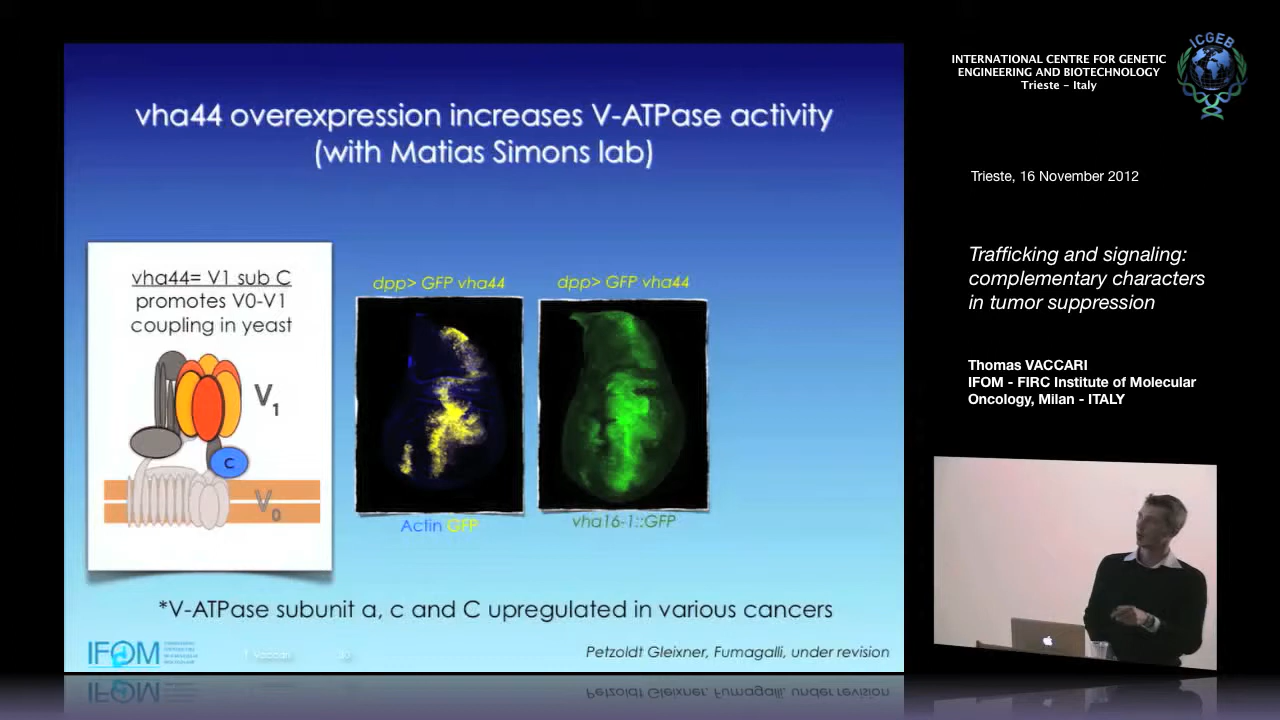 vha44 overexpression increases V-ATPase activity
(with Matias Simons lab)
vha44= V1 sub C
promotes V0-V1
coupling in yeast
V1
C
V0
dpp> GFP vha44
Actin GFP
dpp> GFP vha44
vha16-1::GFP
*V-ATPase subunit a, c and C upregulated in various cancers
IFOM
T. Vaccari
Petzoldt Gleixner, Fumagalli, under revision
INTERNATIONAL CENTRE FOR GENETIC
ENGINEERING AND BIOTECHNOLOGY
Trieste - Italy
ICGEB
Trieste, 16 November 2012
Trafficking and signaling:
complementary characters
in tumor suppression
Thomas VACCARI
IFOM - FIRC Institute of Molecular
Oncology, Milan - ITALY